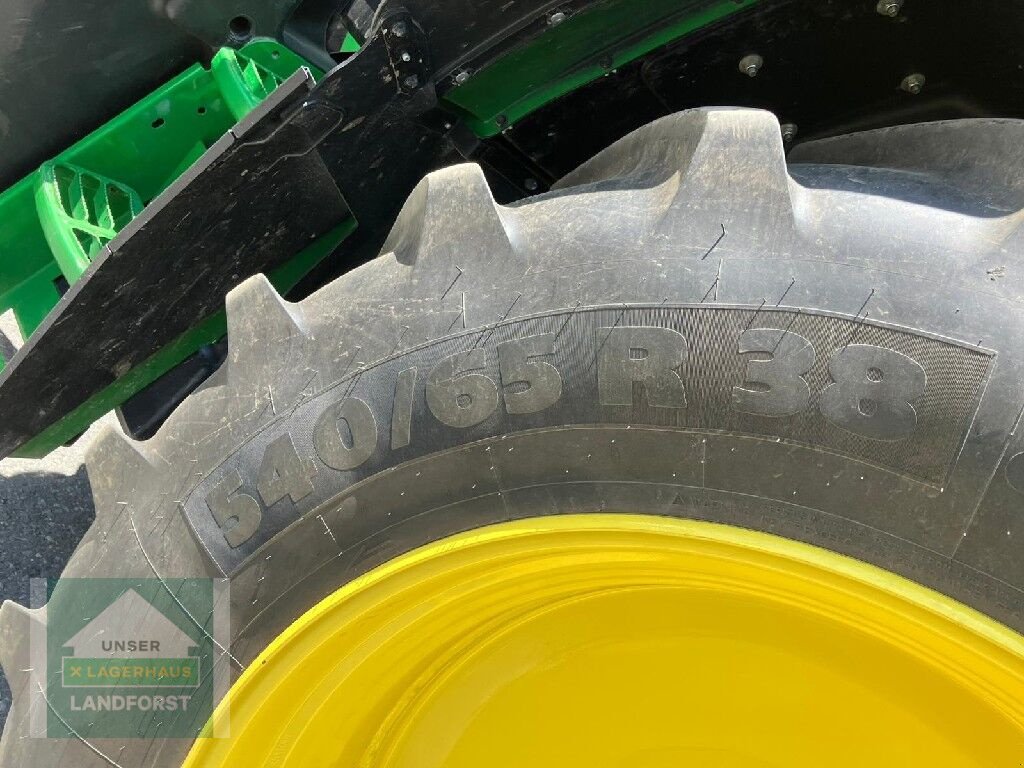 540/65 R 38
UNSER
X LAGERHAUS
LANDFORST